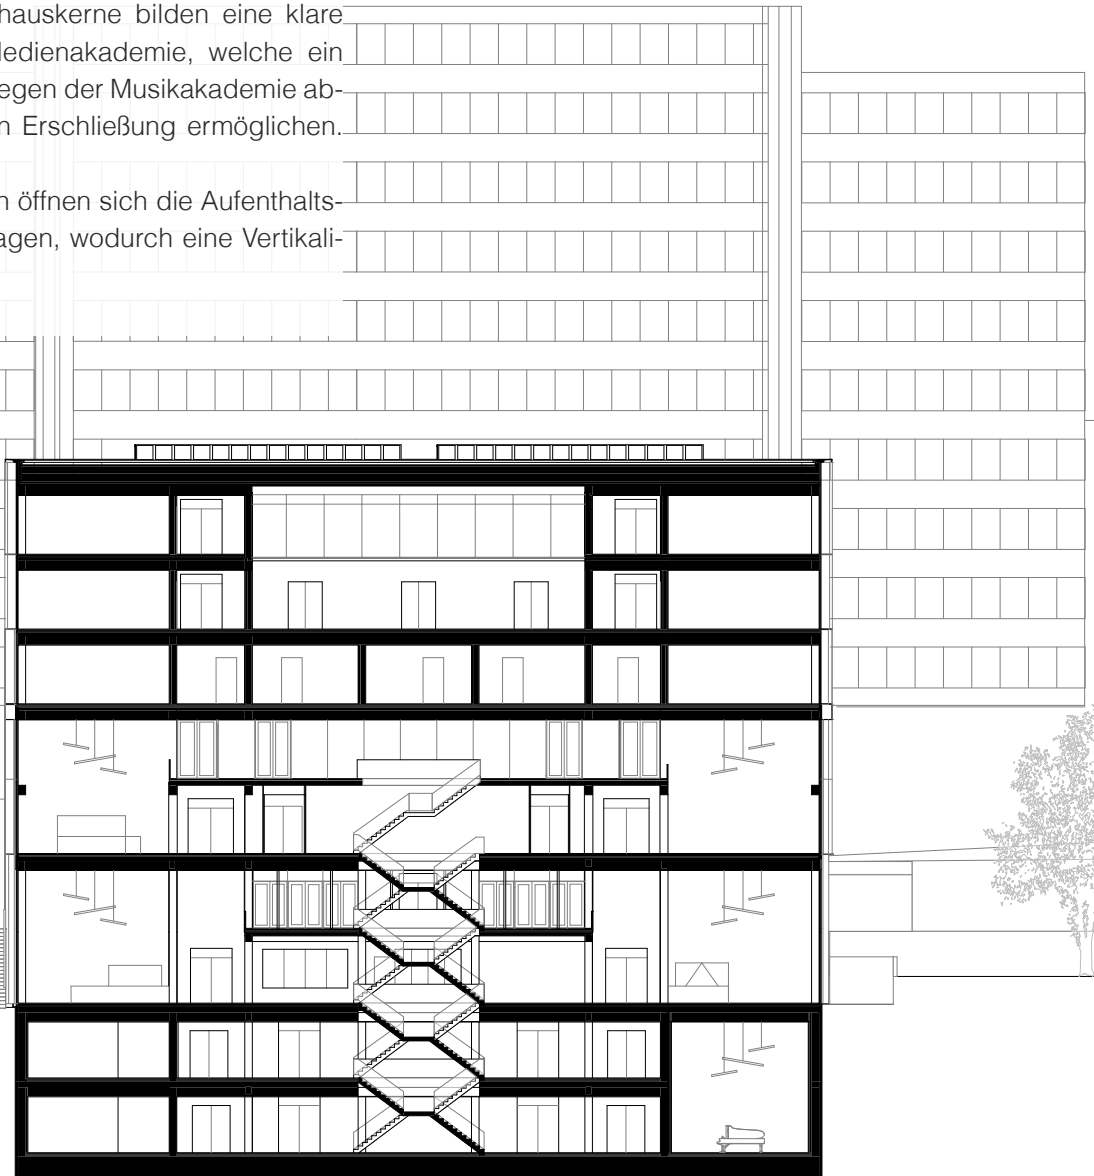 hauskerne bilden eine klare
ledienakademie, welche ein
egen der Musikakademie ab-
n Erschließung ermöglichen.
n öffnen sich die Aufenthalts-
agen, wodurch eine Vertikali-